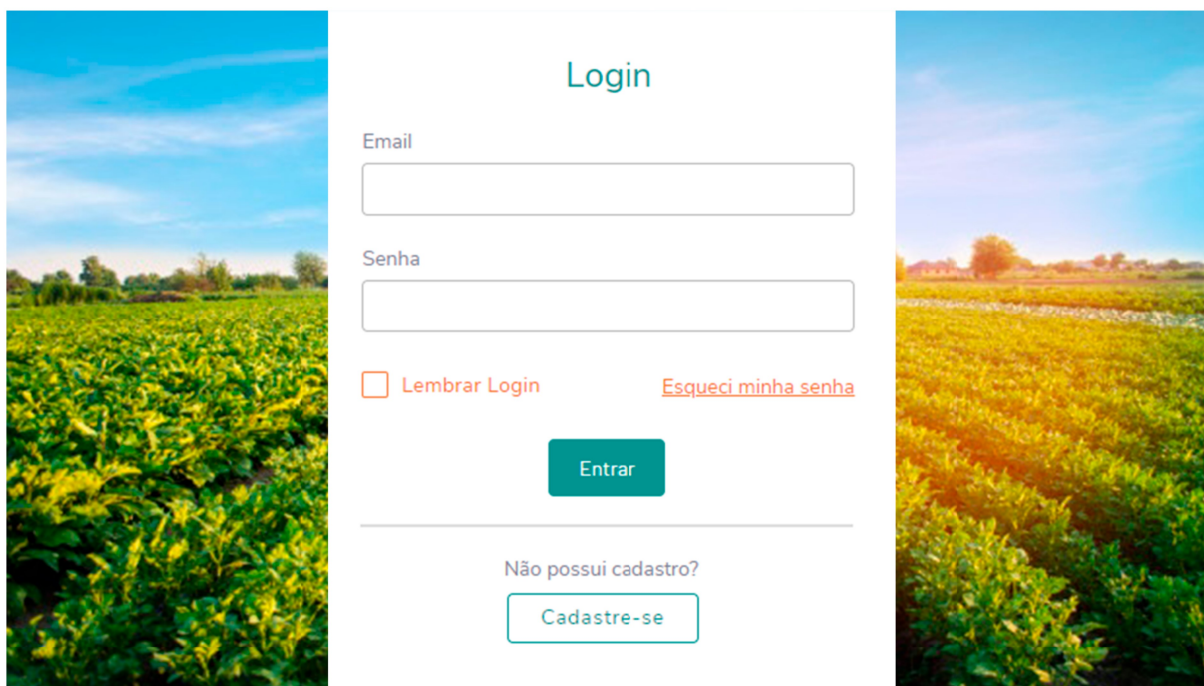 Login
Email
Senha
Lembrar Login
Esqueci minha senha
Entrar
Não possui cadastro?
Cadastre-se